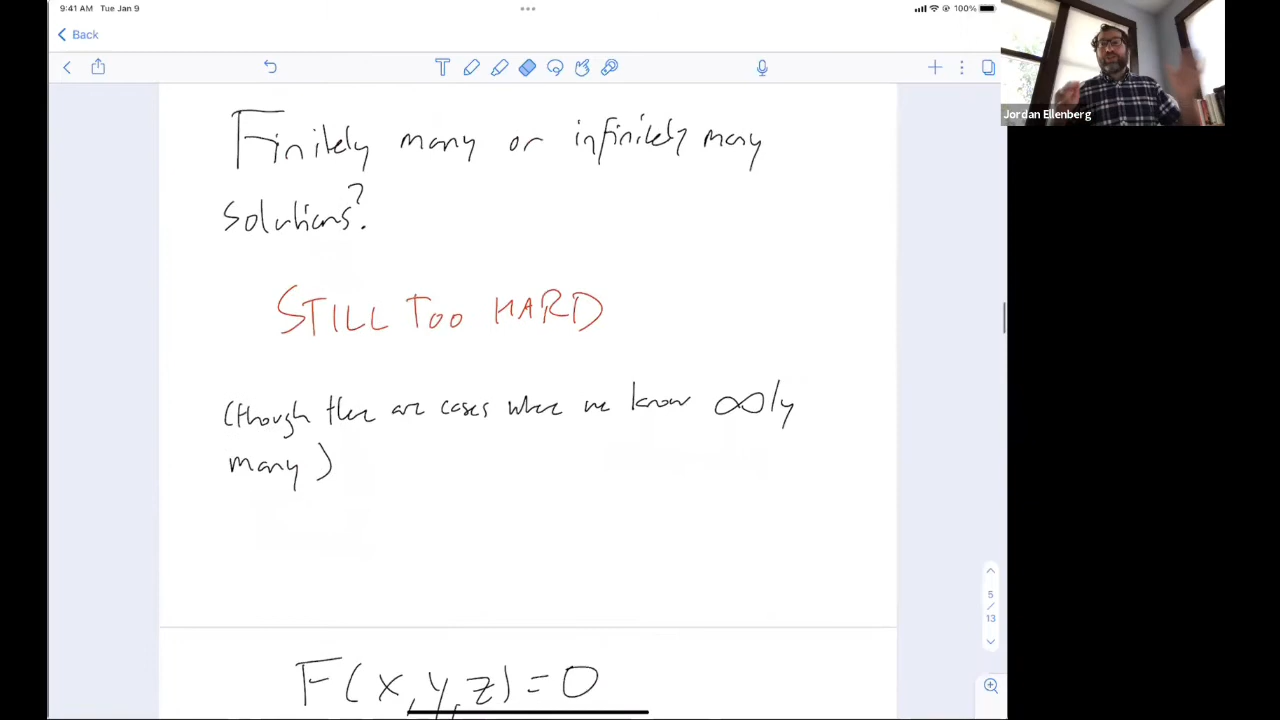 9:41 AM Tue Jan 9
100%
Back
Jordan Ellenberg
Finitely many or infinitely many
solutions?
STILL TOO HARD
(though there are cases where we know ∞ly
many)
5
/
13
F(x,y,z)=0